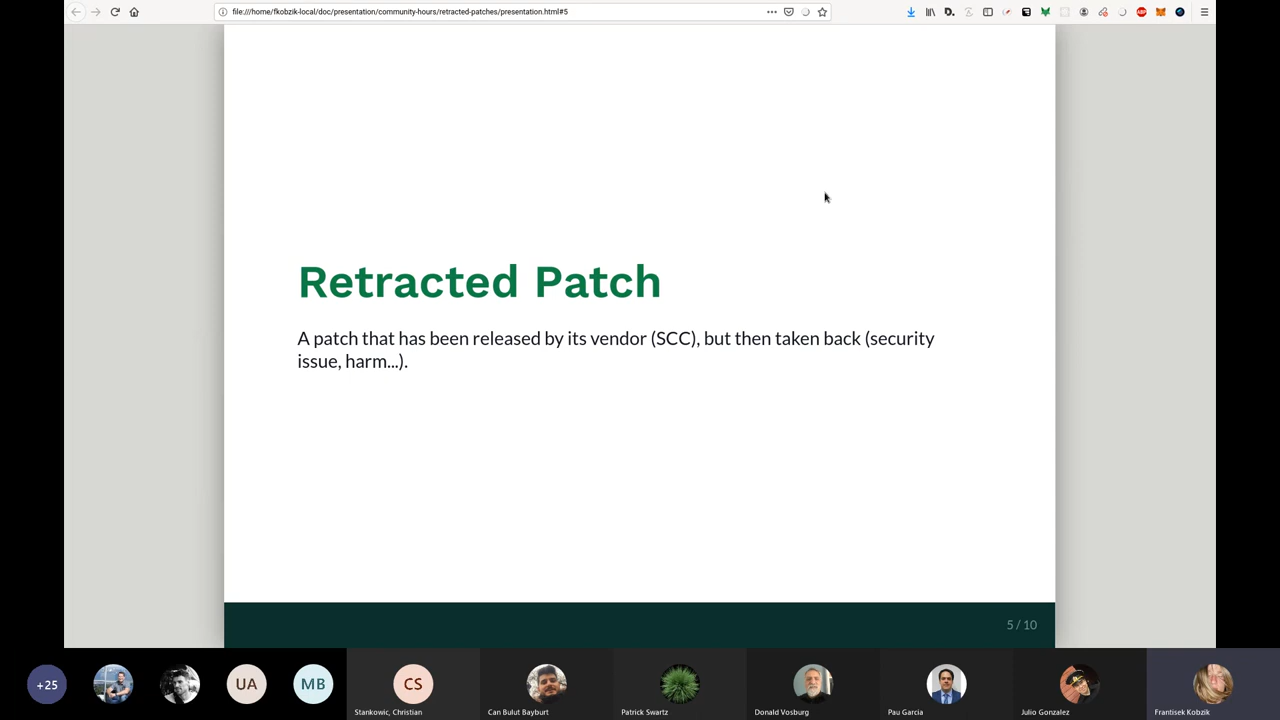 file:///home/fkobzik-local/doc/presentation/community-hours/retracted-patches/presentation.html#5
Retracted Patch
A patch that has been released by its vendor (SCC), but then taken back (security
issue, harm...).
5 / 10
+25
UA
MB
CS
Stankowic, Christian
Can Bulut Bayburt
Patrick Swartz
Donald Vosburg
Pau Garcia
Julio Gonzalez
Frantisek Kobzik